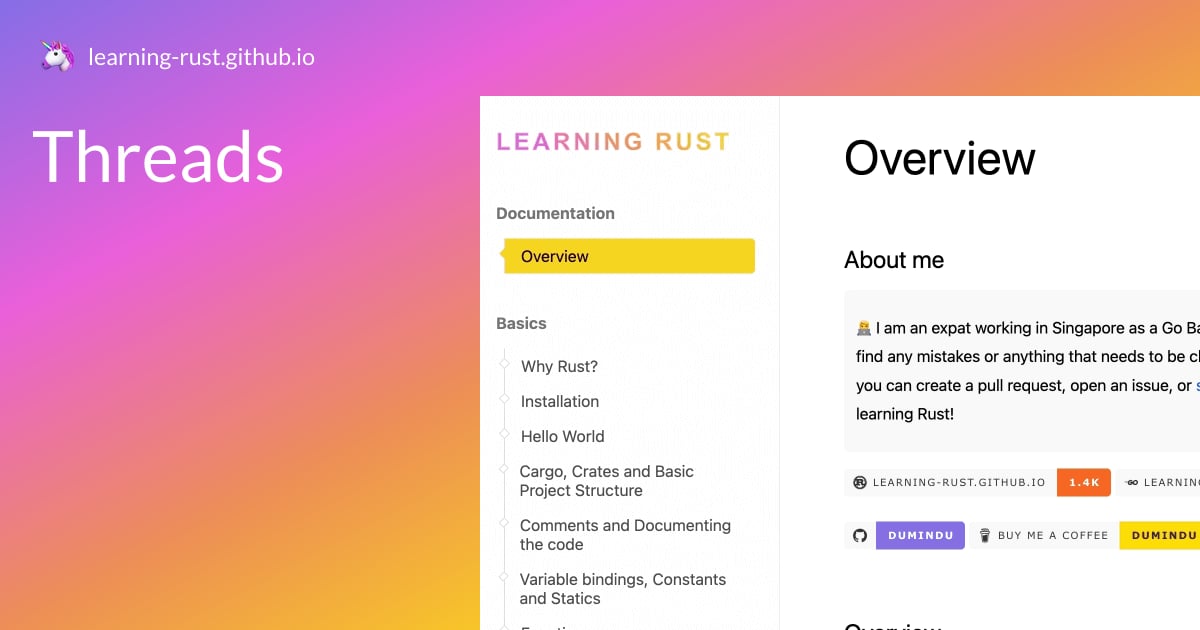 learning-rust.github.io
Threads
LEARNING RUST
Documentation
Overview
Basics
Why Rust?
Installation
Hello World
Cargo, Crates and Basic
Project Structure
Comments and Documenting
the code
Variable bindings, Constants
and Statics
Overview
About me
I am an expat working in Singapore as a Go
find any mistakes or anything that needs to be
you can create a pull request, open an issue, or
learning Rust!
LEARNING-RUST.GITHUB.IO 1.4K
DUMINDU BUY ME A COFFEE DUMINDU
Overview